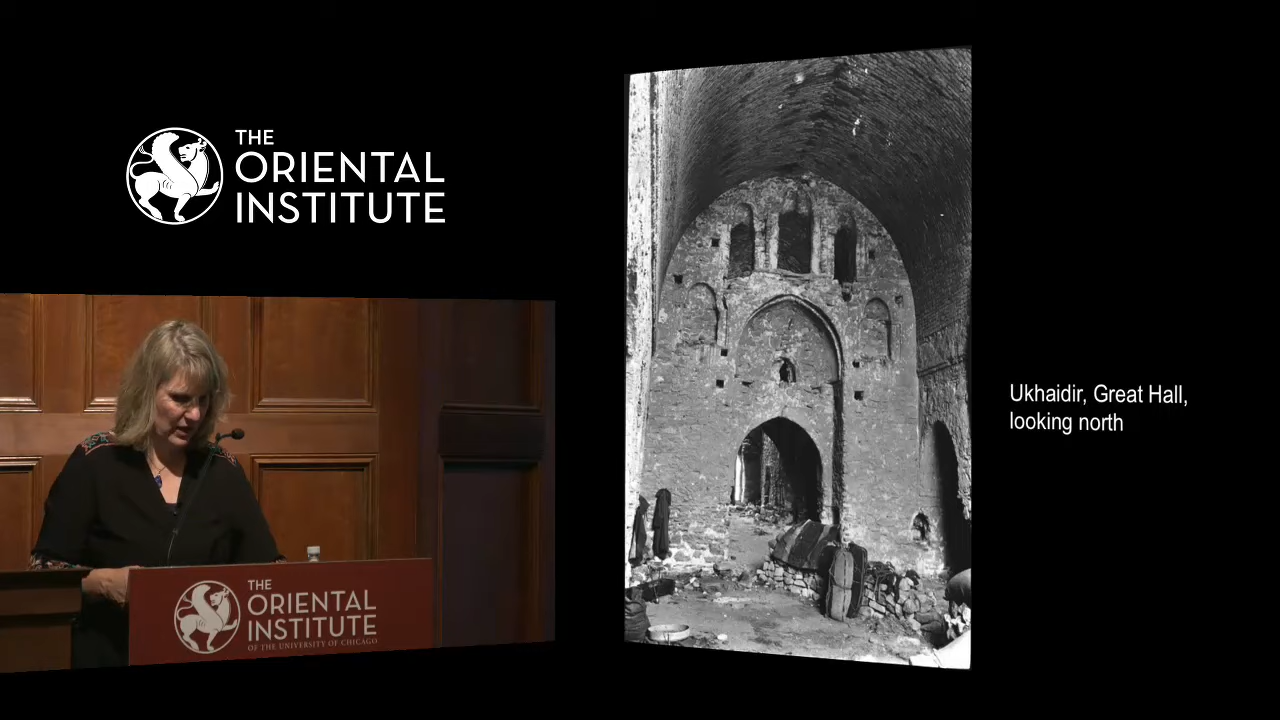 THE
ORIENTAL
INSTITUTE
Ukhaidir, Great Hall,
looking north
THE
ORIENTAL
INSTITUTE
OF THE UNIVERSITY OF CHICAGO